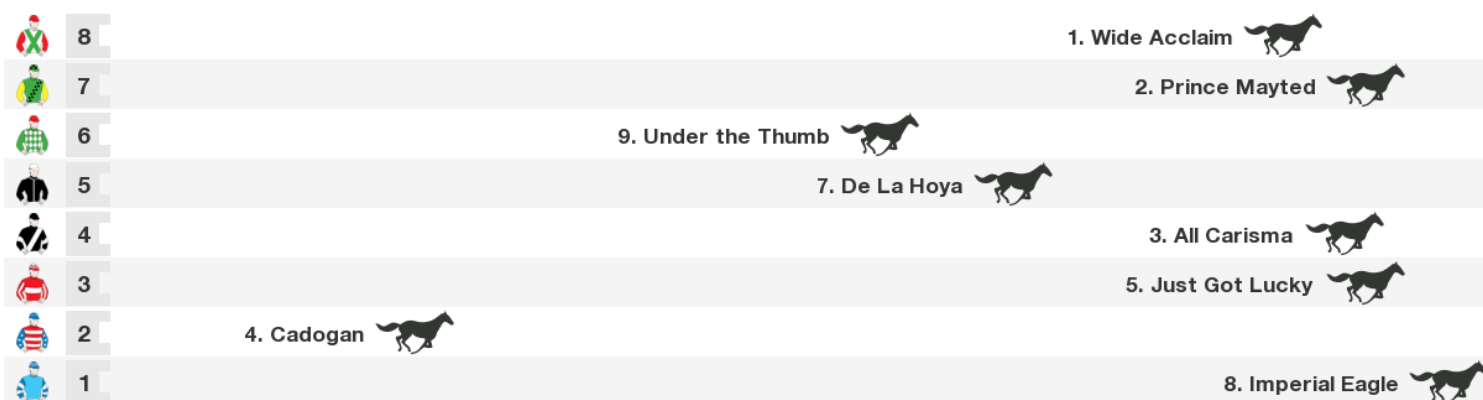 8 1. Wide Acclaim
7 2. Prince Mayted
6 9. Under the Thumb
5 7. De La Hoya
4 3. All Carisma
3 5. Just Got Lucky
2 4. Cadogan
1 8. Imperial Eagle